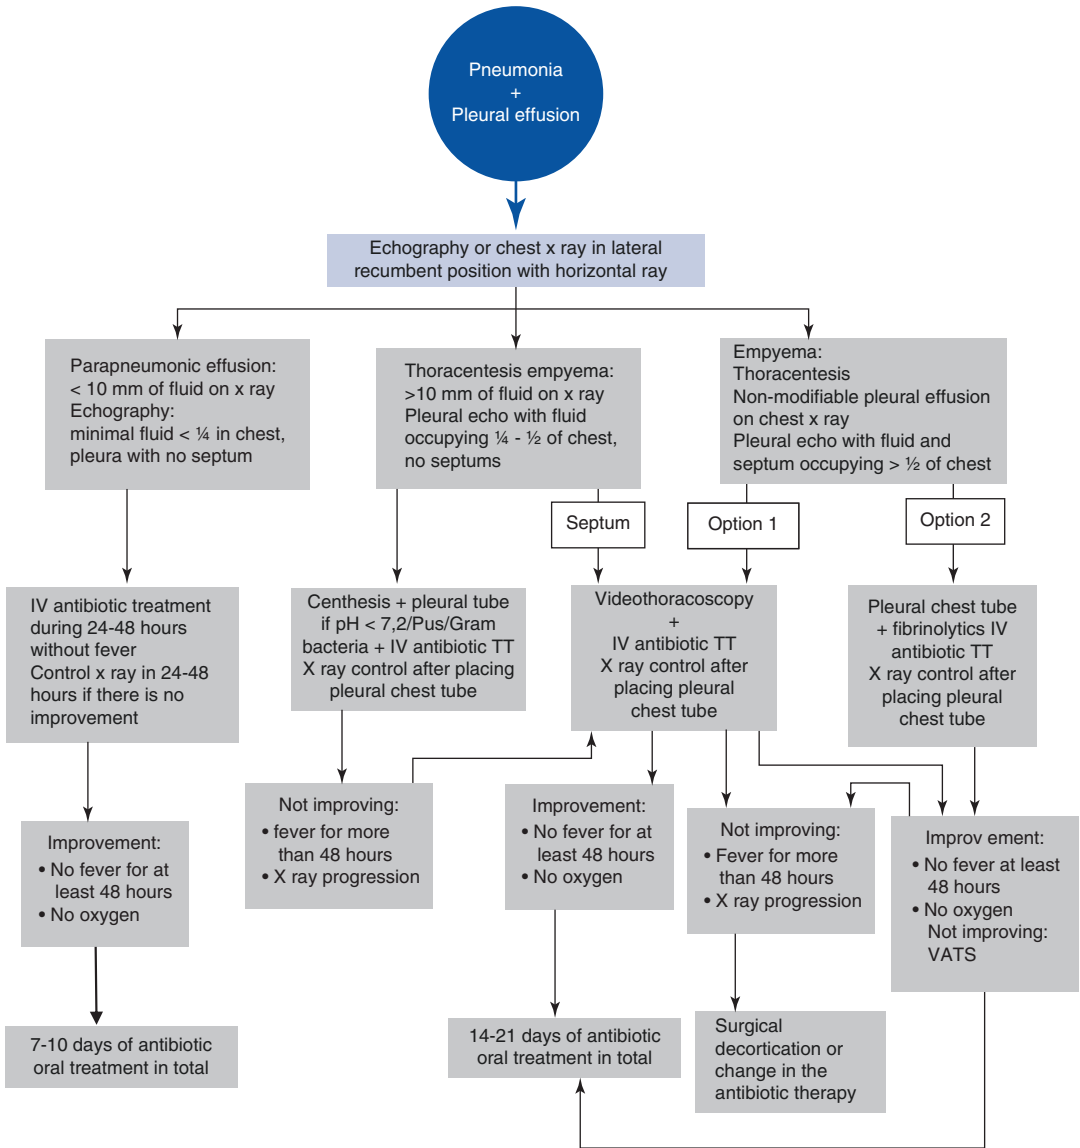 Pneumonia
+
Pleural effusion
Echography or chest x ray in lateral
recumbent position with horizontal ray
Parapneumonic effusion:
< 10 mm of fluid on x ray
Echography:
minimal fluid < ¼ in chest,
pleura with no septum
Thoracentesis empyema:
>10 mm of fluid on x ray
Pleural echo with fluid
occupying ¼ - ½ of chest,
no septums
Empyema:
Thoracentesis
Non-modifiable pleural effusion
on chest x ray
Pleural echo with fluid and
septum occupying > ½ of chest
Septum
Option 1
Option 2
IV antibiotic treatment
during 24-48 hours
without fever
Control x ray in 24-48
hours if there is no
improvement
Centhesis + pleural tube
if pH < 7,2/Pus/Gram
bacteria + IV antibiotic TT
X ray control after placing
pleural chest tube
Videothoracoscopy
+
IV antibiotic TT
X ray control after
placing pleural
chest tube
Pleural chest tube
+ fibrinolytics IV
antibiotic TT
X ray control after
placing pleural
chest tube
Improvement:
• No fever for at
least 48 hours
• No oxygen
Not improving:
• fever for more
than 48 hours
• X ray progression
Improvement:
• No fever for at
least 48 hours
• No oxygen
Not improving:
• Fever for more
than 48 hours
• X ray progression
Improv ement:
• No fever at least
48 hours
• No oxygen
Not improving:
VATS
7-10 days of antibiotic
oral treatment in total
14-21 days of antibiotic
oral treatment in total
Surgical
decortication or
change in the
antibiotic therapy